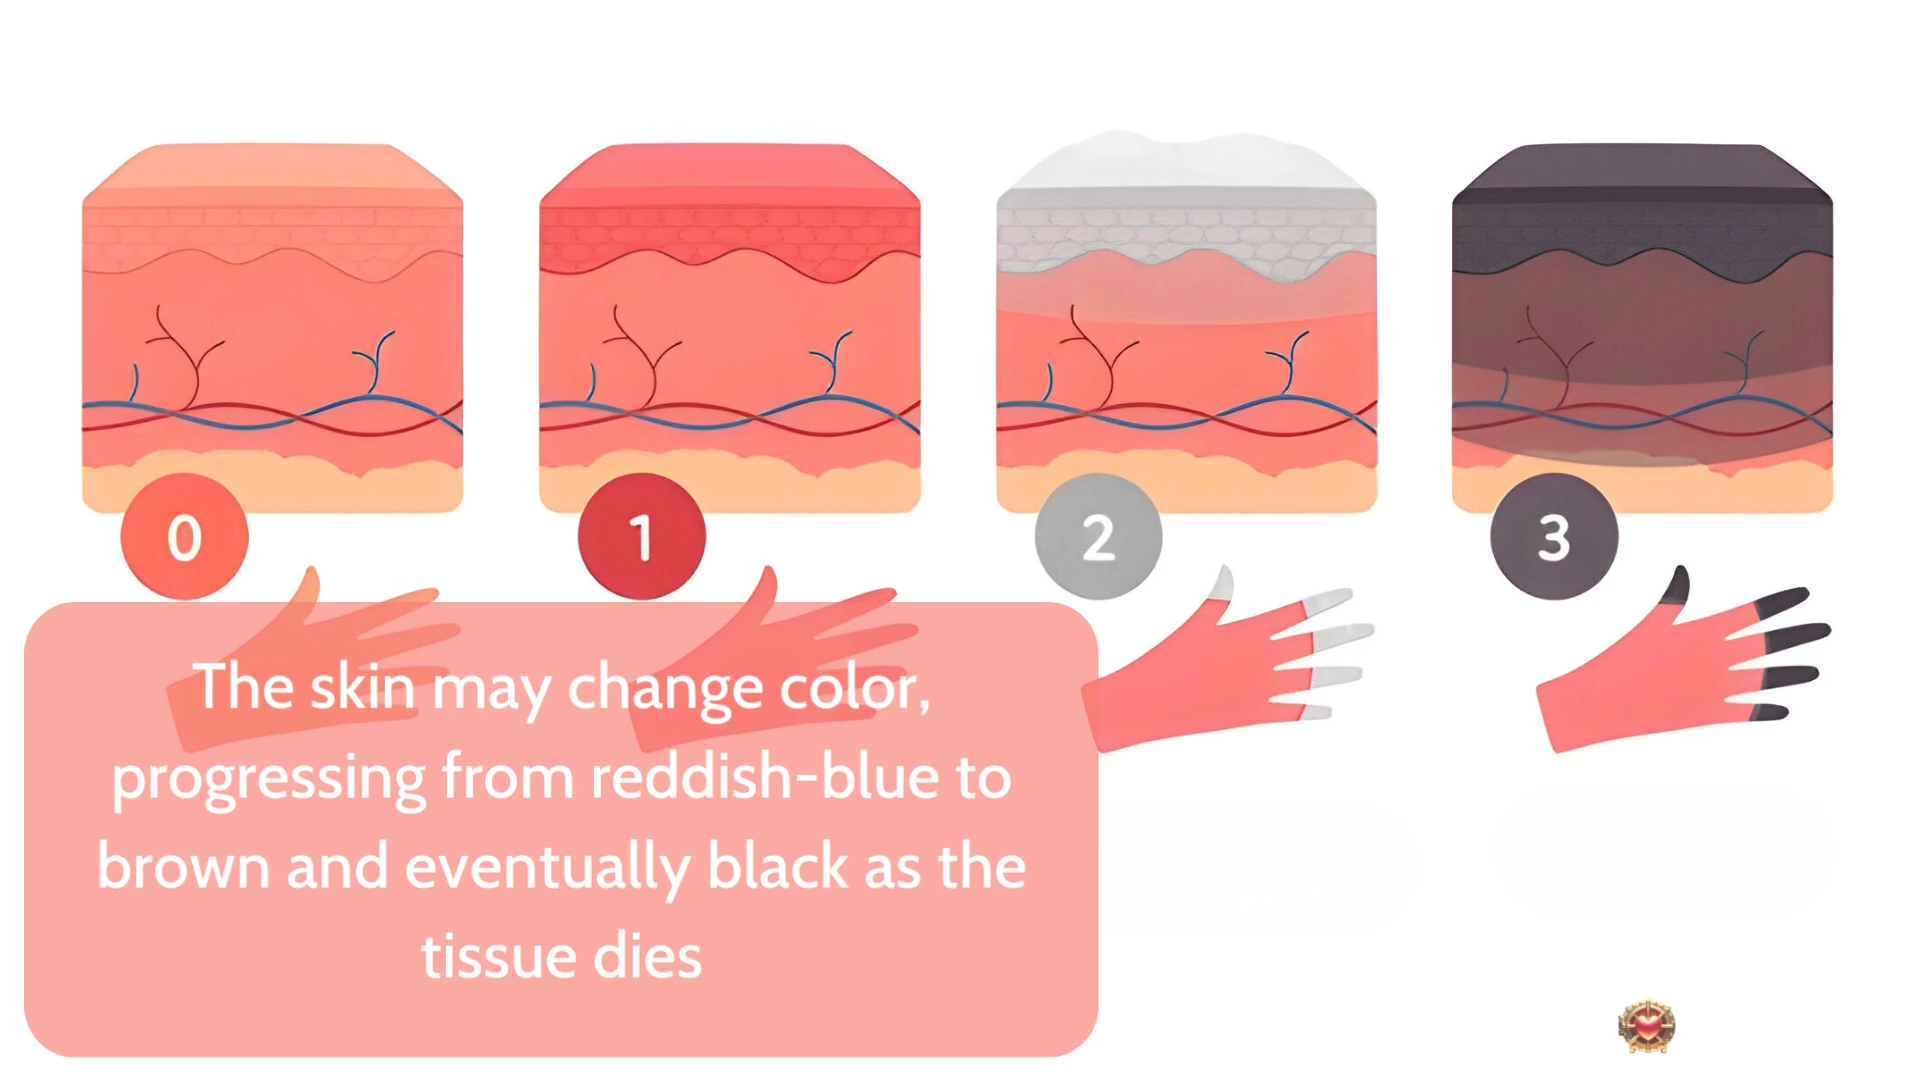 0
1
2
3
The skin may change color,
progressing from reddish-blue to
brown and eventually black as the
tissue dies